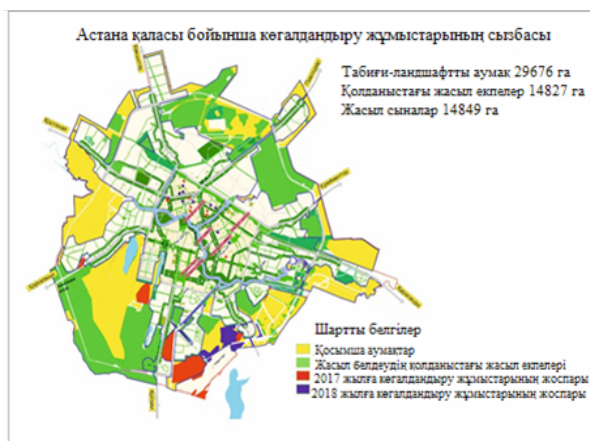 Астана қаласы бойынша көгалдандыру жұмыстарының сызбасы
Табиғи-ландшафтты аумақ 29676 га
Қолданыстағы жасыл екпелер 14827 га
Жасыл сыналар 14849 га
Шартты белгілер
Қосымша аумақтар
Жасыл белдеудің қолданыстағы жасыл екпелері
2017 жылға көгалдандыру жұмыстарының жоспары
2018 жылға көгалдандыру жұмыстарының жоспары